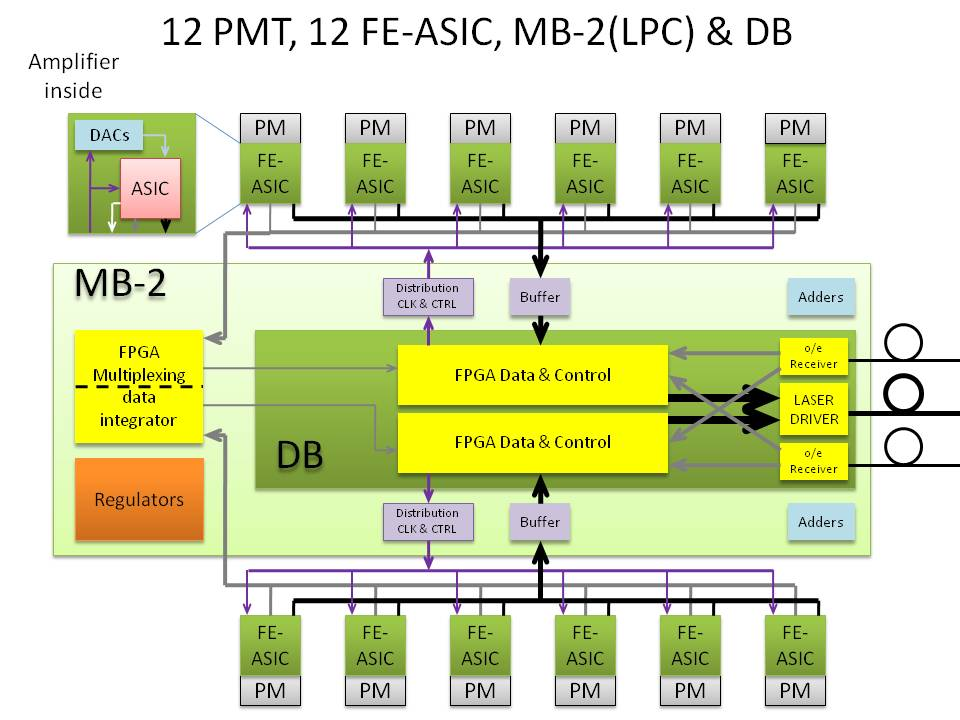 12 PMT, 12 FE-ASIC, MB-2(LPC) & DB
Amplifier
inside
DACs
ASIC
PM
FE-
ASIC
PM
FE-
ASIC
PM
FE-
ASIC
PM
FE-
ASIC
PM
FE-
ASIC
PM
FE-
ASIC
MB-2
Distribution
CLK & CTRL
Buffer
Adders
FPGA
Multiplexing
data
integrator
Regulators
DB
FPGA Data & Control
FPGA Data & Control
o/e
Receiver
LASER
DRIVER
o/e
Receiver
Distribution
CLK & CTRL
Buffer
Adders
FE-
ASIC
PM
FE-
ASIC
PM
FE-
ASIC
PM
FE-
ASIC
PM
FE-
ASIC
PM
FE-
ASIC
PM